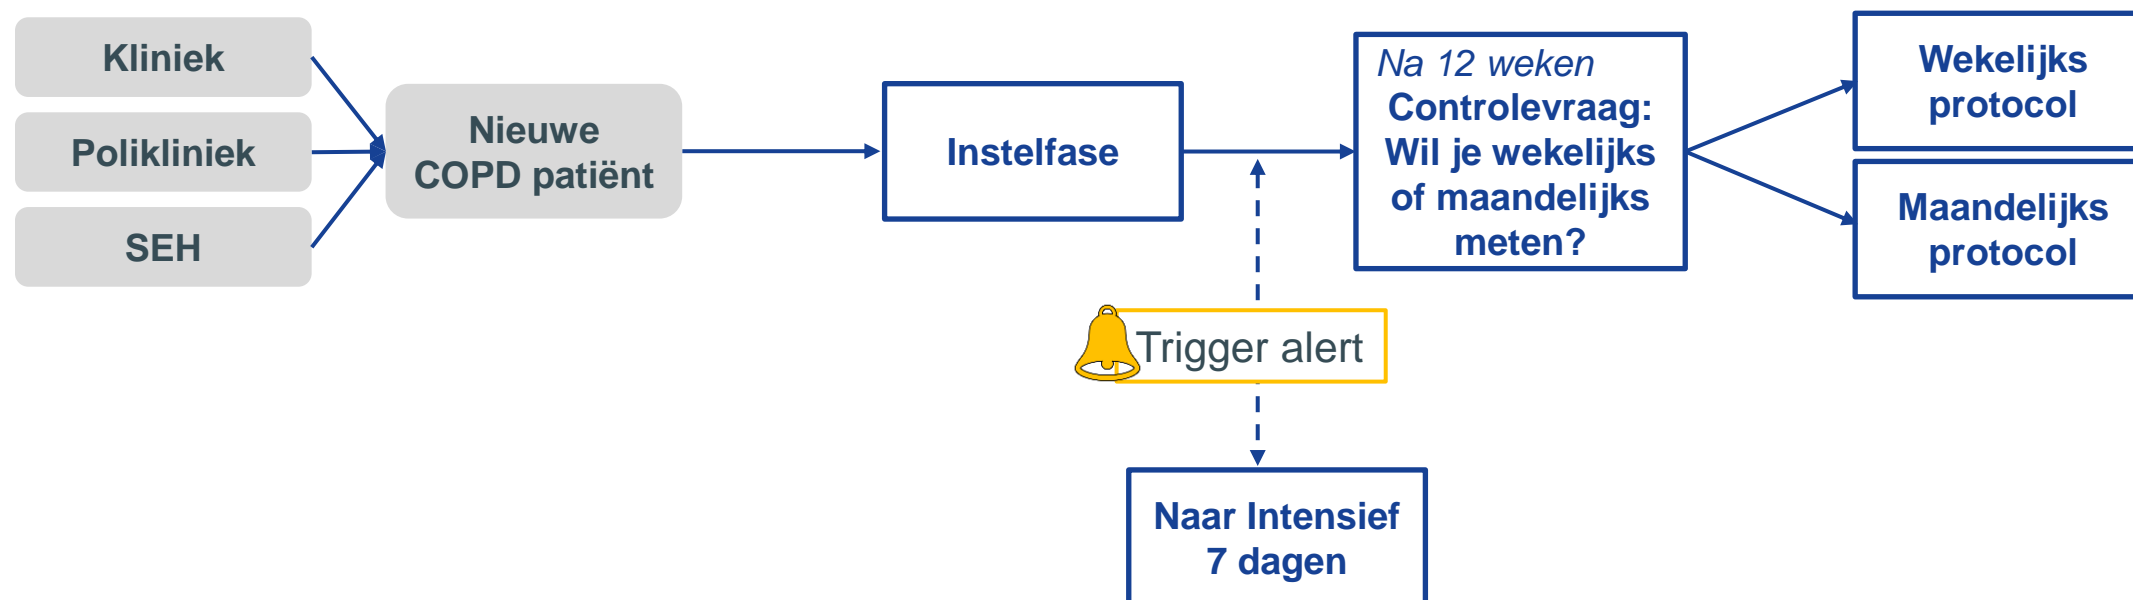 Kliniek
Polikliniek
SEH
Nieuwe
COPD patiënt
Instelfase
Na 12 weken
Controlevraag:
Wil je wekelijks
of maandelijks
meten?
Wekelijks
protocol
Maandelijks
protocol
Trigger alert
Naar Intensief
7 dagen